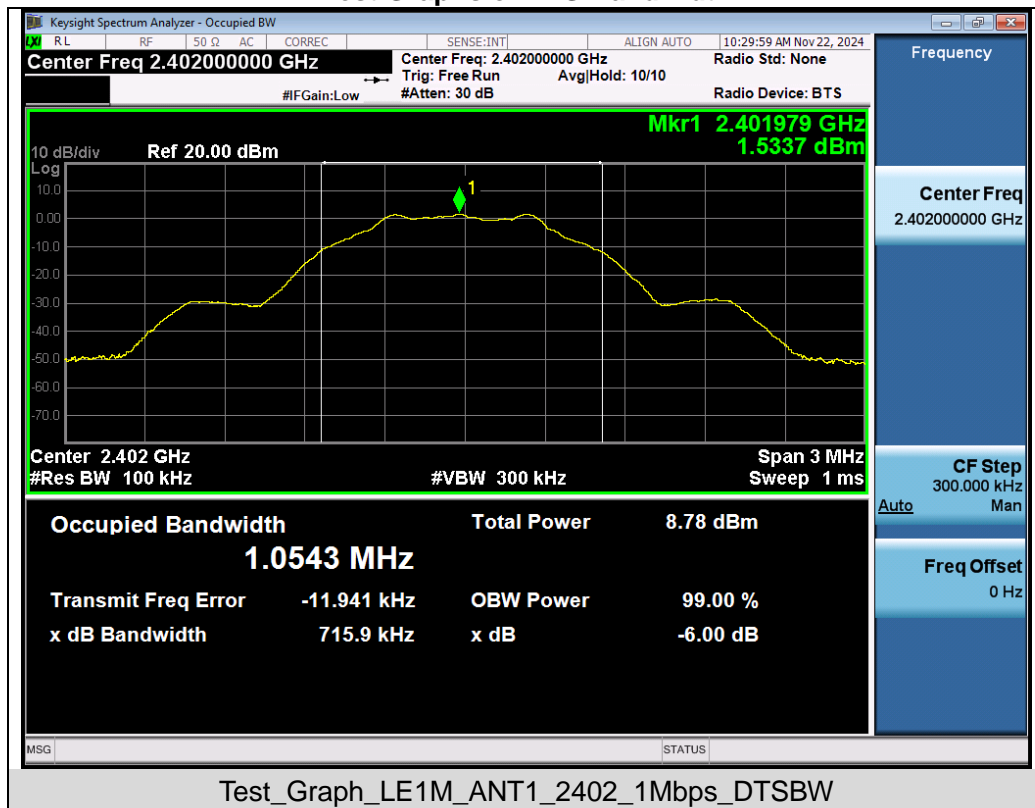 Keysight Spectrum Analyzer - Occupied BW
LXI RL RF 50 Ω AC CORREC SENSE:INT ALIGN AUTO 10:29:59 AM Nov 22, 2024
Center Freq 2.402000000 GHz
Center Freq: 2.402000000 GHz
Radio Std: None
Trig: Free Run Avg|Hold: 10/10
#IFGain:Low #Atten: 30 dB Radio Device: BTS
Mkr1 2.401979 GHz
1.5337 dBm
10 dB/div Ref 20.00 dBm
Log
10.0
0.00
-10.0
-20.0
-30.0
-40.0
-50.0
-60.0
-70.0
1
Center 2.402 GHz Span 3 MHz
#Res BW 100 kHz #VBW 300 kHz Sweep 1 ms
Occupied Bandwidth Total Power 8.78 dBm
1.0543 MHz
Transmit Freq Error -11.941 kHz OBW Power 99.00 %
x dB Bandwidth 715.9 kHz x dB -6.00 dB
Frequency
Center Freq
2.402000000 GHz
CF Step
300.000 kHz
Auto Man
Freq Offset
0 Hz
MSG STATUS
Test_Graph_LE1M_ANT1_2402_1Mbps_DTSBW